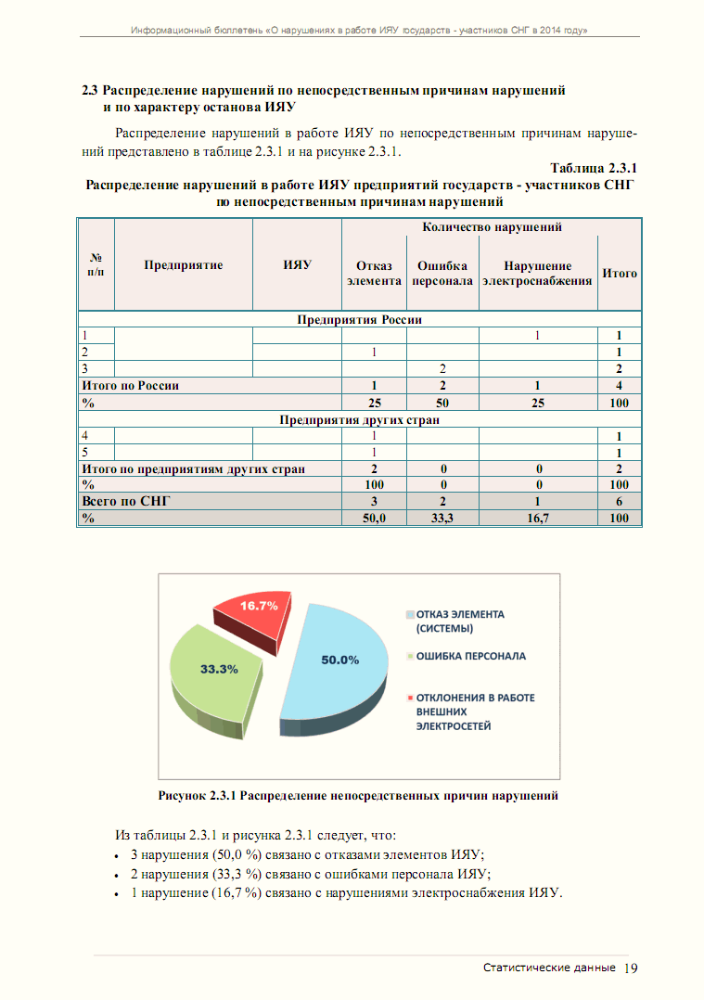 Информационный бюллетень «О нарушениях в работе ИЯУ государств - участников СНГ в 2014 году»
2.3 Распределение нарушений по непосредственным причинам нарушений
и по характеру останова ИЯУ
Распределение нарушений в работе ИЯУ по непосредственным причинам наруше-
ний представлено в таблице 2.3.1 и на рисунке 2.3.1.
Таблица 2.3.1
Распределение нарушений в работе ИЯУ предприятий государств - участников СНГ
по непосредственным причинам нарушений
Количество нарушений
№ п/п Предприятие ИЯУ Отказ элемента Ошибка персонала Нарушение электроснабжения Итого
Предприятия России
1 1 1
2 1 1
3 2 2
Итого по России 1 2 1 4
% 25 50 25 100
Предприятия других стран
4 1 1
5 1 1
Итого по предприятиям других стран 2 0 0 2
% 100 0 0 100
Всего по СНГ 3 2 1 6
% 50,0 33,3 16,7 100
16.7%
33.3%
50.0%
ОТКАЗ ЭЛЕМЕНТА
(СИСТЕМЫ)
ОШИБКА ПЕРСОНАЛА
ОТКЛОНЕНИЯ В РАБОТЕ
ВНЕШНИХ
ЭЛЕКТРОСЕТЕЙ
Рисунок 2.3.1 Распределение непосредственных причин нарушений
Из таблицы 2.3.1 и рисунка 2.3.1 следует, что:
• 3 нарушения (50,0 %) связано с отказами элементов ИЯУ;
• 2 нарушения (33,3 %) связано с ошибками персонала ИЯУ;
• 1 нарушение (16,7 %) связано с нарушениями электроснабжения ИЯУ.
Статистические данные 19